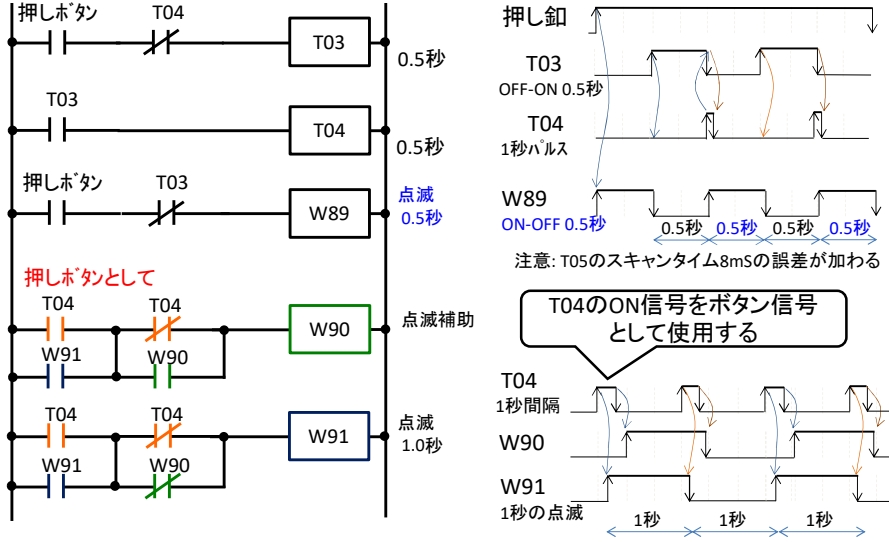 押しボタン
T04
T03
0.5秒
T03
T04
0.5秒
押しボタン
T03
W89
点滅
0.5秒
押しボタンとして
T04
T04
W91
W90
W90
点滅補助
T04
T04
W91
W90
W91
点滅
1.0秒
押し釦
T03
OFF-ON 0.5秒
T04
1秒パルス
W89
ON-OFF 0.5秒
0.5秒
0.5秒
0.5秒
0.5秒
注意: T05のスキャンタイム8mSの誤差が加わる
T04のON信号をボタン信号
として使用する
T04
1秒間隔
W90
W91
1秒の点滅
1秒
1秒
1秒